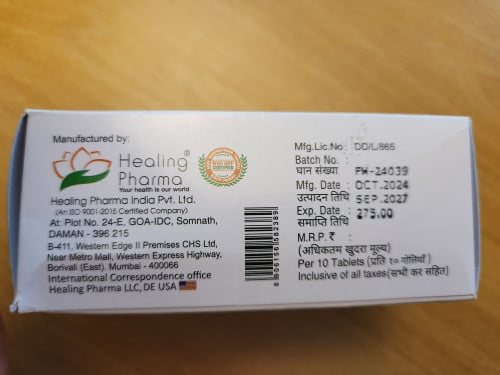 Manufactured by:
Healing®
Pharma
Your health is our world
WHO GMP
CERTIFIED
Healing Pharma India Pvt. Ltd.
(An ISO 9001-2015 Certified Company)
At: Plot No. 24-E, GOA-IDC, Somnath,
DAMAN - 396 215
B-411, Western Edge II Premises CHS Ltd,
Near Metro Mall, Western Express Highway,
Borivali (East). Mumbai - 400066
International Correspondence office
Healing Pharma LLC, DE USA
Mfg.Lic.No : DD/L/865
Batch No. :
घान संख्या PW-24039
Mfg. Date : OCT.2024
उत्पादन तिथि SEP.2027
Exp. Date : 275.00
समाप्ति तिथि
M.R.P. ₹ :
(अधिकतम खुदरा मूल्य)
Per 10 Tablets (प्रति १० गोलियाँ)
Inclusive of all taxes(सभी कर सहित)